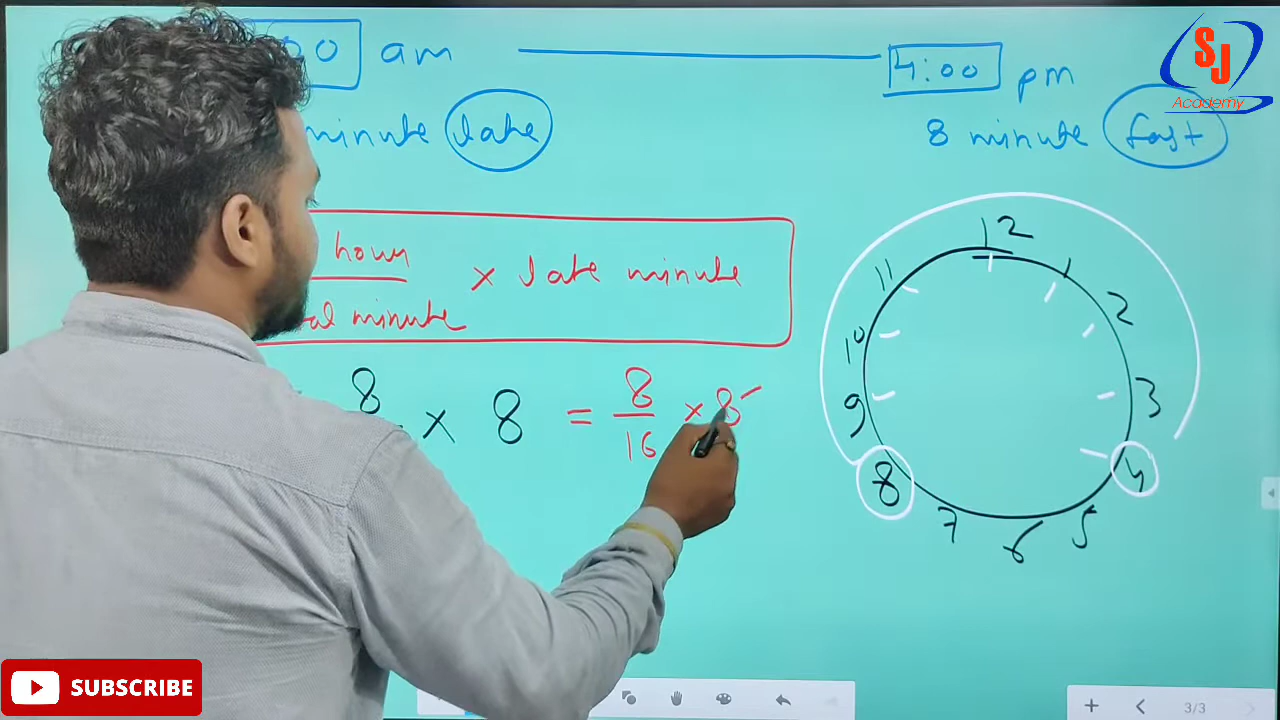 00 am
4:00 pm
SJ
Academy
minute late
8 minute fast
hour
minute × late minute
8 × 8 = 8/16 × 8
12
1
2
3
4
5
6
7
8
9
10
11
SUBSCRIBE
3/3